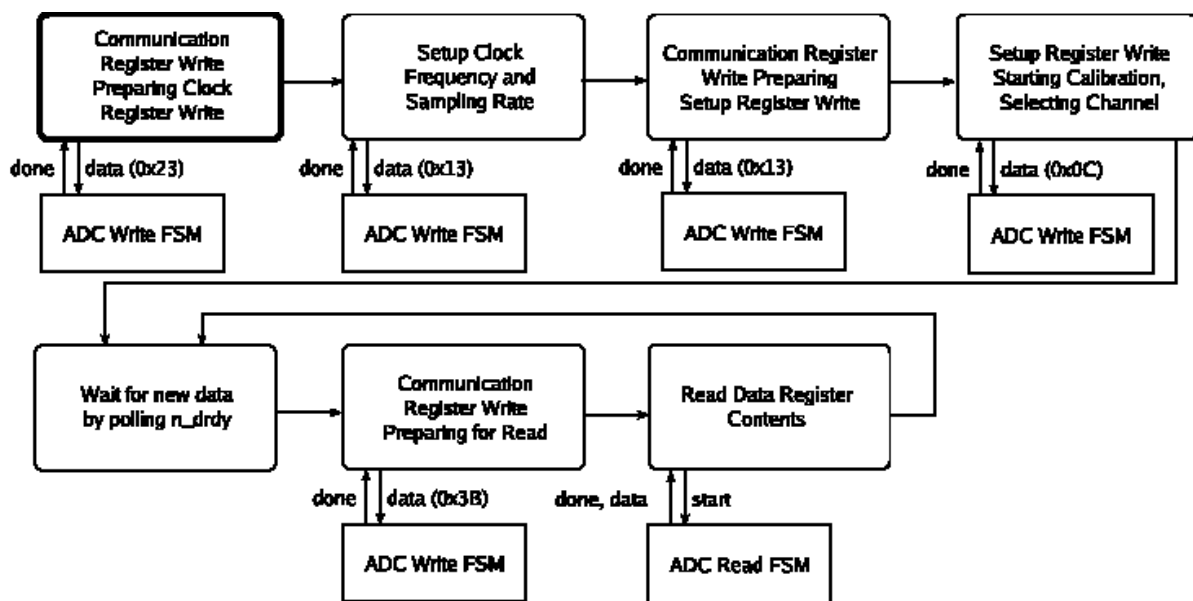 Communication
Register Write
Preparing Clock
Register Write
Setup Clock
Frequency and
Sampling Rate
Communication Register
Write Preparing
Setup Register Write
Setup Register Write
Starting Calibration,
Selecting Channel
done
data (0x23)
done
data (0x13)
done
data (0x13)
done
data (0x0C)
ADC Write FSM
ADC Write FSM
ADC Write FSM
ADC Write FSM
Wait for new data
by polling n_drdy
Communication
Register Write
Preparing for Read
Read Data Register
Contents
done
data (0x3B)
done, data
start
ADC Write FSM
ADC Read FSM